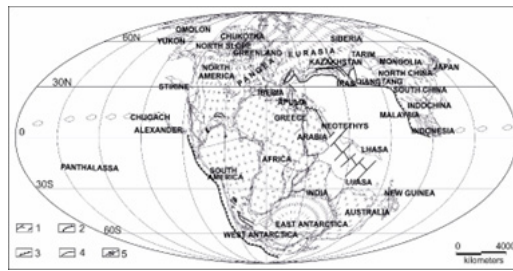 OMOLON
CHUKOTKA
SIBERIA
YUKON
60N
NORTH SLOPE
GREENLAND
EURASIA
TARIM
KAZAKHSTAN
MONGOLIA
JAPAN
PANGEA
NORTH AMERICA
NORTH CHINA
IRAN
QIANGTANG
30N
STIKINE
IBERIA
SOUTH CHINA
APULIA
INDOCHINA
GREECE
MALAYSIA
CHUGACH
NEOTETHYS
ALEXANDER
0
ARABIA
INDONESIA
LHASA
PANTHALASSA
AFRICA
SOUTH AMERICA
LHASA
30S
INDIA
NEW GUINEA
AUSTRALIA
EAST ANTARCTICA
WEST ANTARCTICA
60S
1
2
3
4
5
0 4000
kilometers